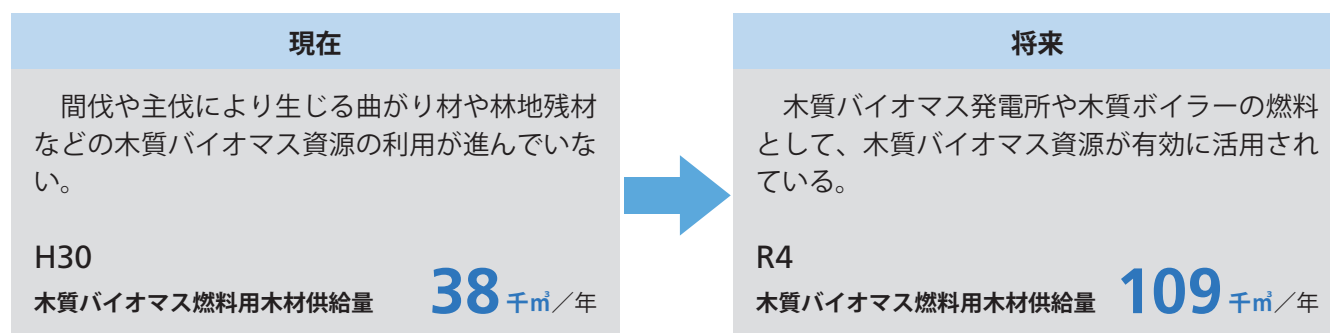 現在
　間伐や主伐により生じる曲がり材や林地残材
などの木質バイオマス資源の利用が進んでいな
い。
H30
木質バイオマス燃料用木材供給量 38千㎥／年
将来
　木質バイオマス発電所や木質ボイラーの燃料
として、木質バイオマス資源が有効に活用され
ている。
R4
木質バイオマス燃料用木材供給量 109千㎥／年